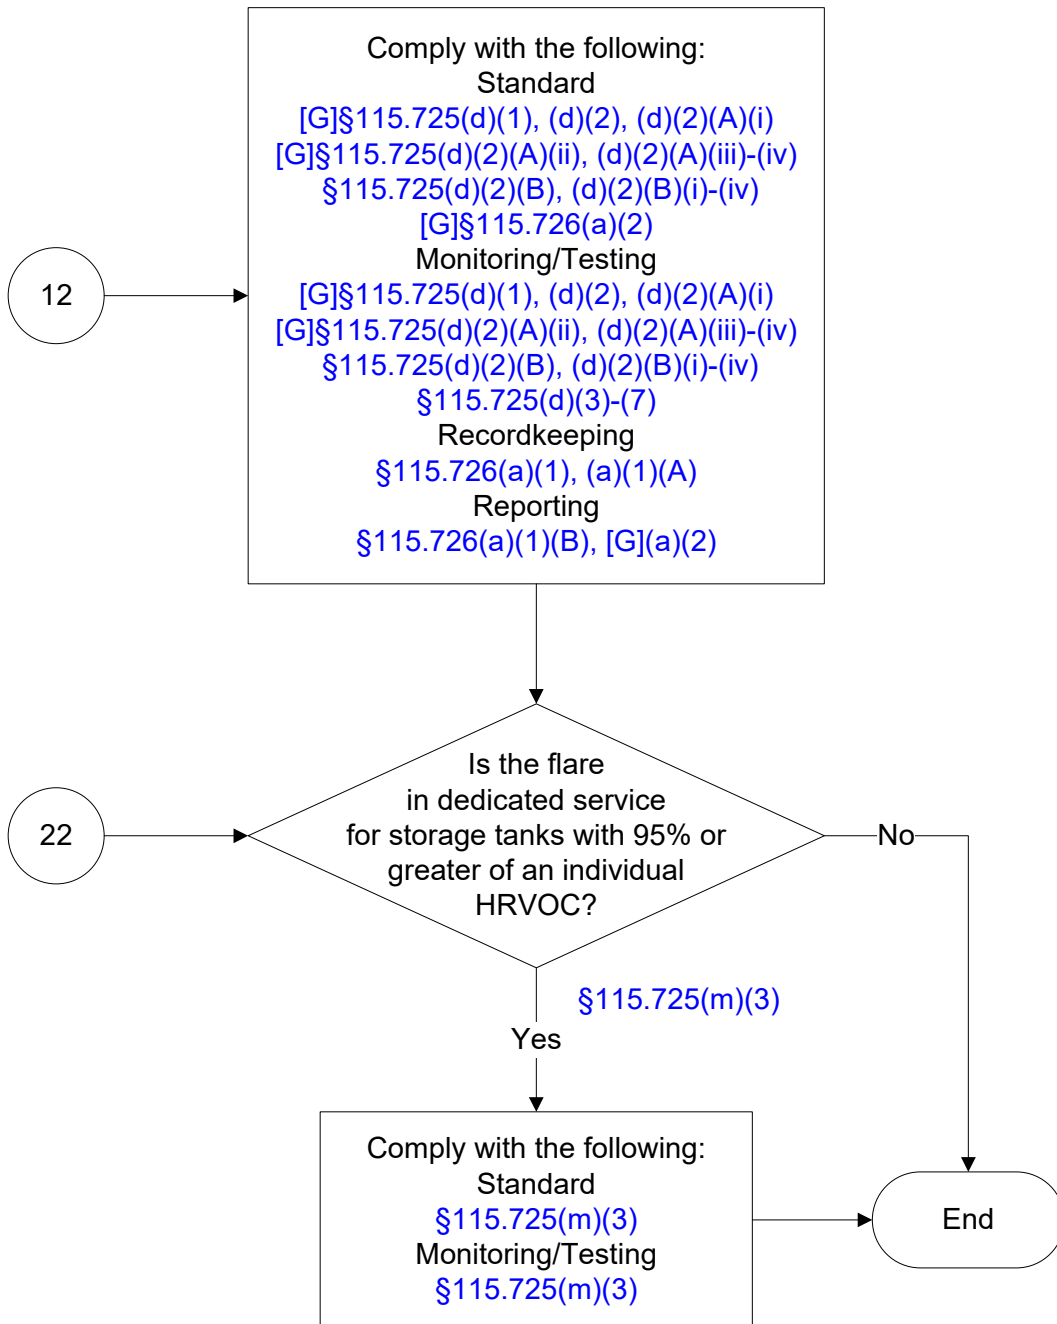 Comply with the following:
Standard
[G]§115.725(d)(1), (d)(2), (d)(2)(A)(i)
[G]§115.725(d)(2)(A)(ii), (d)(2)(A)(iii)-(iv)
§115.725(d)(2)(B), (d)(2)(B)(i)-(iv)
[G]§115.726(a)(2)
Monitoring/Testing
[G]§115.725(d)(1), (d)(2), (d)(2)(A)(i)
[G]§115.725(d)(2)(A)(ii), (d)(2)(A)(iii)-(iv)
§115.725(d)(2)(B), (d)(2)(B)(i)-(iv)
§115.725(d)(3)-(7)
Recordkeeping
§115.726(a)(1), (a)(1)(A)
Reporting
§115.726(a)(1)(B), [G](a)(2)
12
Is the flare
in dedicated service
for storage tanks with 95% or
greater of an individual
HRVOC?
22
No
§115.725(m)(3)
Yes
Comply with the following:
Standard
§115.725(m)(3)
Monitoring/Testing
§115.725(m)(3)
End